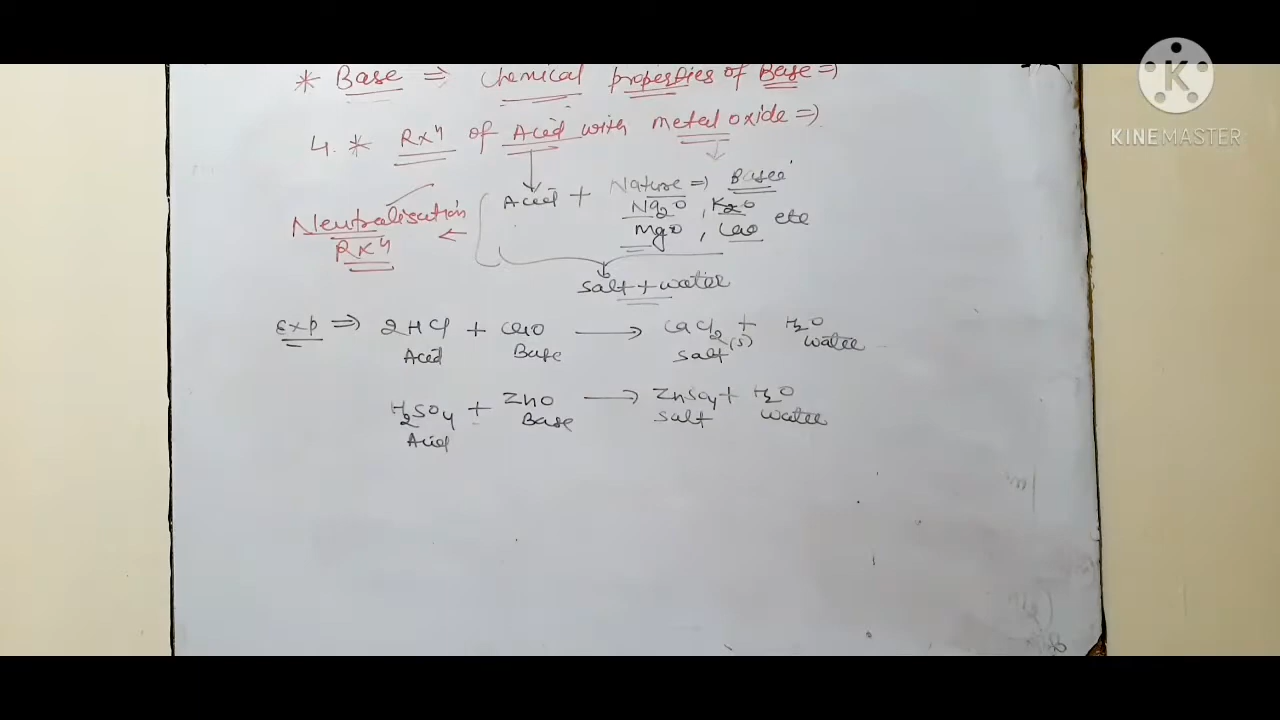 * Base ⇒ Chemical properties of Base ⇒
4. * Rxⁿ of Acid with metal oxide ⇒
Acid + Nature ⇒ Basee
Na2O , K2O
MgO , CaO etc
Neutralisation ←
Rxⁿ
Salt + water
Exp ⇒ 2HCl + CaO ⟶ CaCl2(s) + H2O
Acid Base Salt water
H2SO4 + ZnO ⟶ ZnSO4 + H2O
Acid Base Salt water
K
KINEMASTER